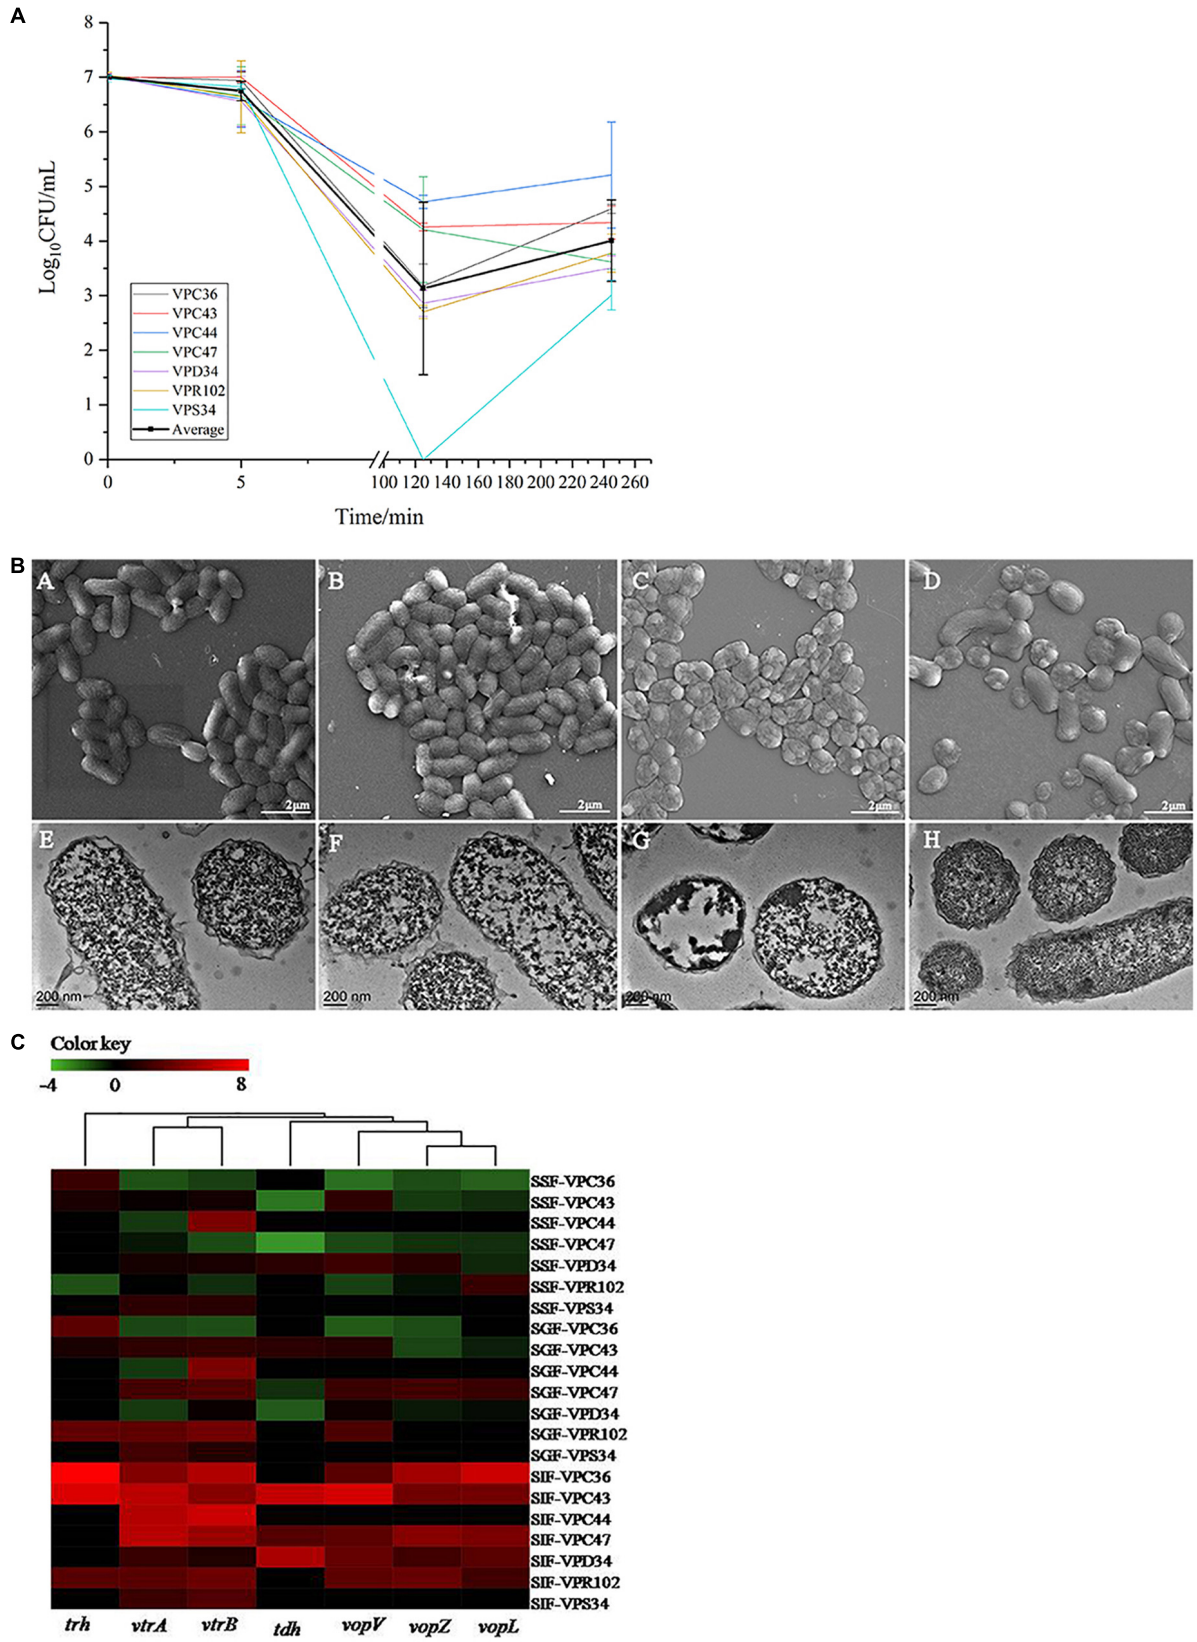 A
8
7
6
5
4
3
2
1
0
Log10CFU/mL
VPC36
VPC43
VPC44
VPC47
VPD34
VPR102
VPS34
Average
0 5 100 120 140 160 180 200 220 240 260
Time/min
B
A B C D
2μm 2μm 2μm 2μm
E F G H
200 nm 200 nm nm 200 nm
C
Color key
-4 0 8
SSF-VPC36
SSF-VPC43
SSF-VPC44
SSF-VPC47
SSF-VPD34
SSF-VPR102
SSF-VPS34
SGF-VPC36
SGF-VPC43
SGF-VPC44
SGF-VPC47
SGF-VPD34
SGF-VPR102
SGF-VPS34
SIF-VPC36
SIF-VPC43
SIF-VPC44
SIF-VPC47
SIF-VPD34
SIF-VPR102
SIF-VPS34
trh vtrA vtrB tdh vopV vopZ vopL